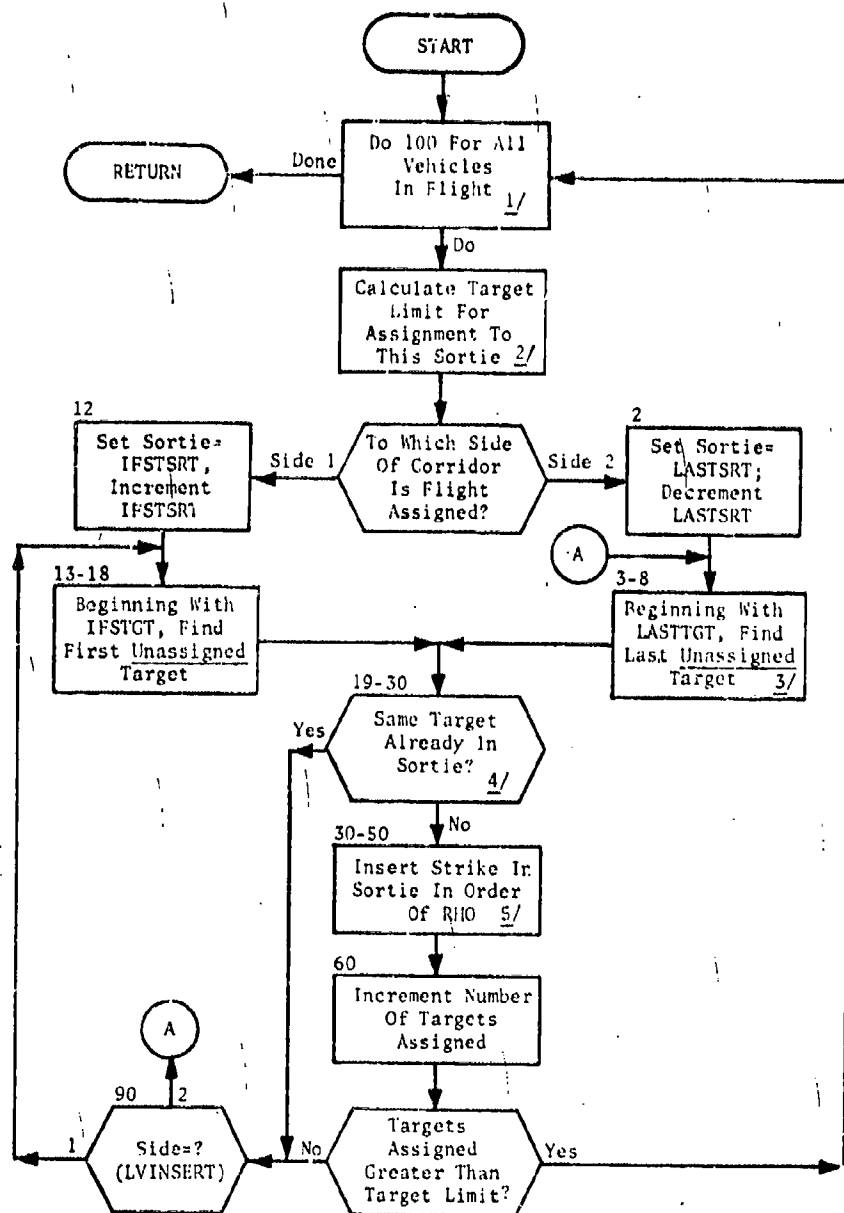 START
Do 100 For All
Vehicles
In Flight
1/
Done
RETURN
Do
Calculate Target
Limit For
Assignment To
This Sortie 2/
12
Set Sortie=
IFSTSRT,
Increment
IFSTSRT
Side 1
To Which Side
Of Corridor
Is Flight
Assigned?
Side 2
2
Set Sortie=
LASTSRT;
Decrement
LASTSRT
A
13-18
Beginning With
IFSTGT, Find
First Unassigned
Target
3-8
Beginning With
LASTTGT, Find
Last Unassigned
Target 3/
19-30
Same Target
Already In
Sortie?
4/
Yes
No
30-50
Insert Strike In
Sortie In Order
Of RHO 5/
60
Increment Number
Of Targets
Assigned
A
90
2
1
Side=?
(LVINSERT)
No
Targets
Assigned
Greater Than
Target Limit?
Yes